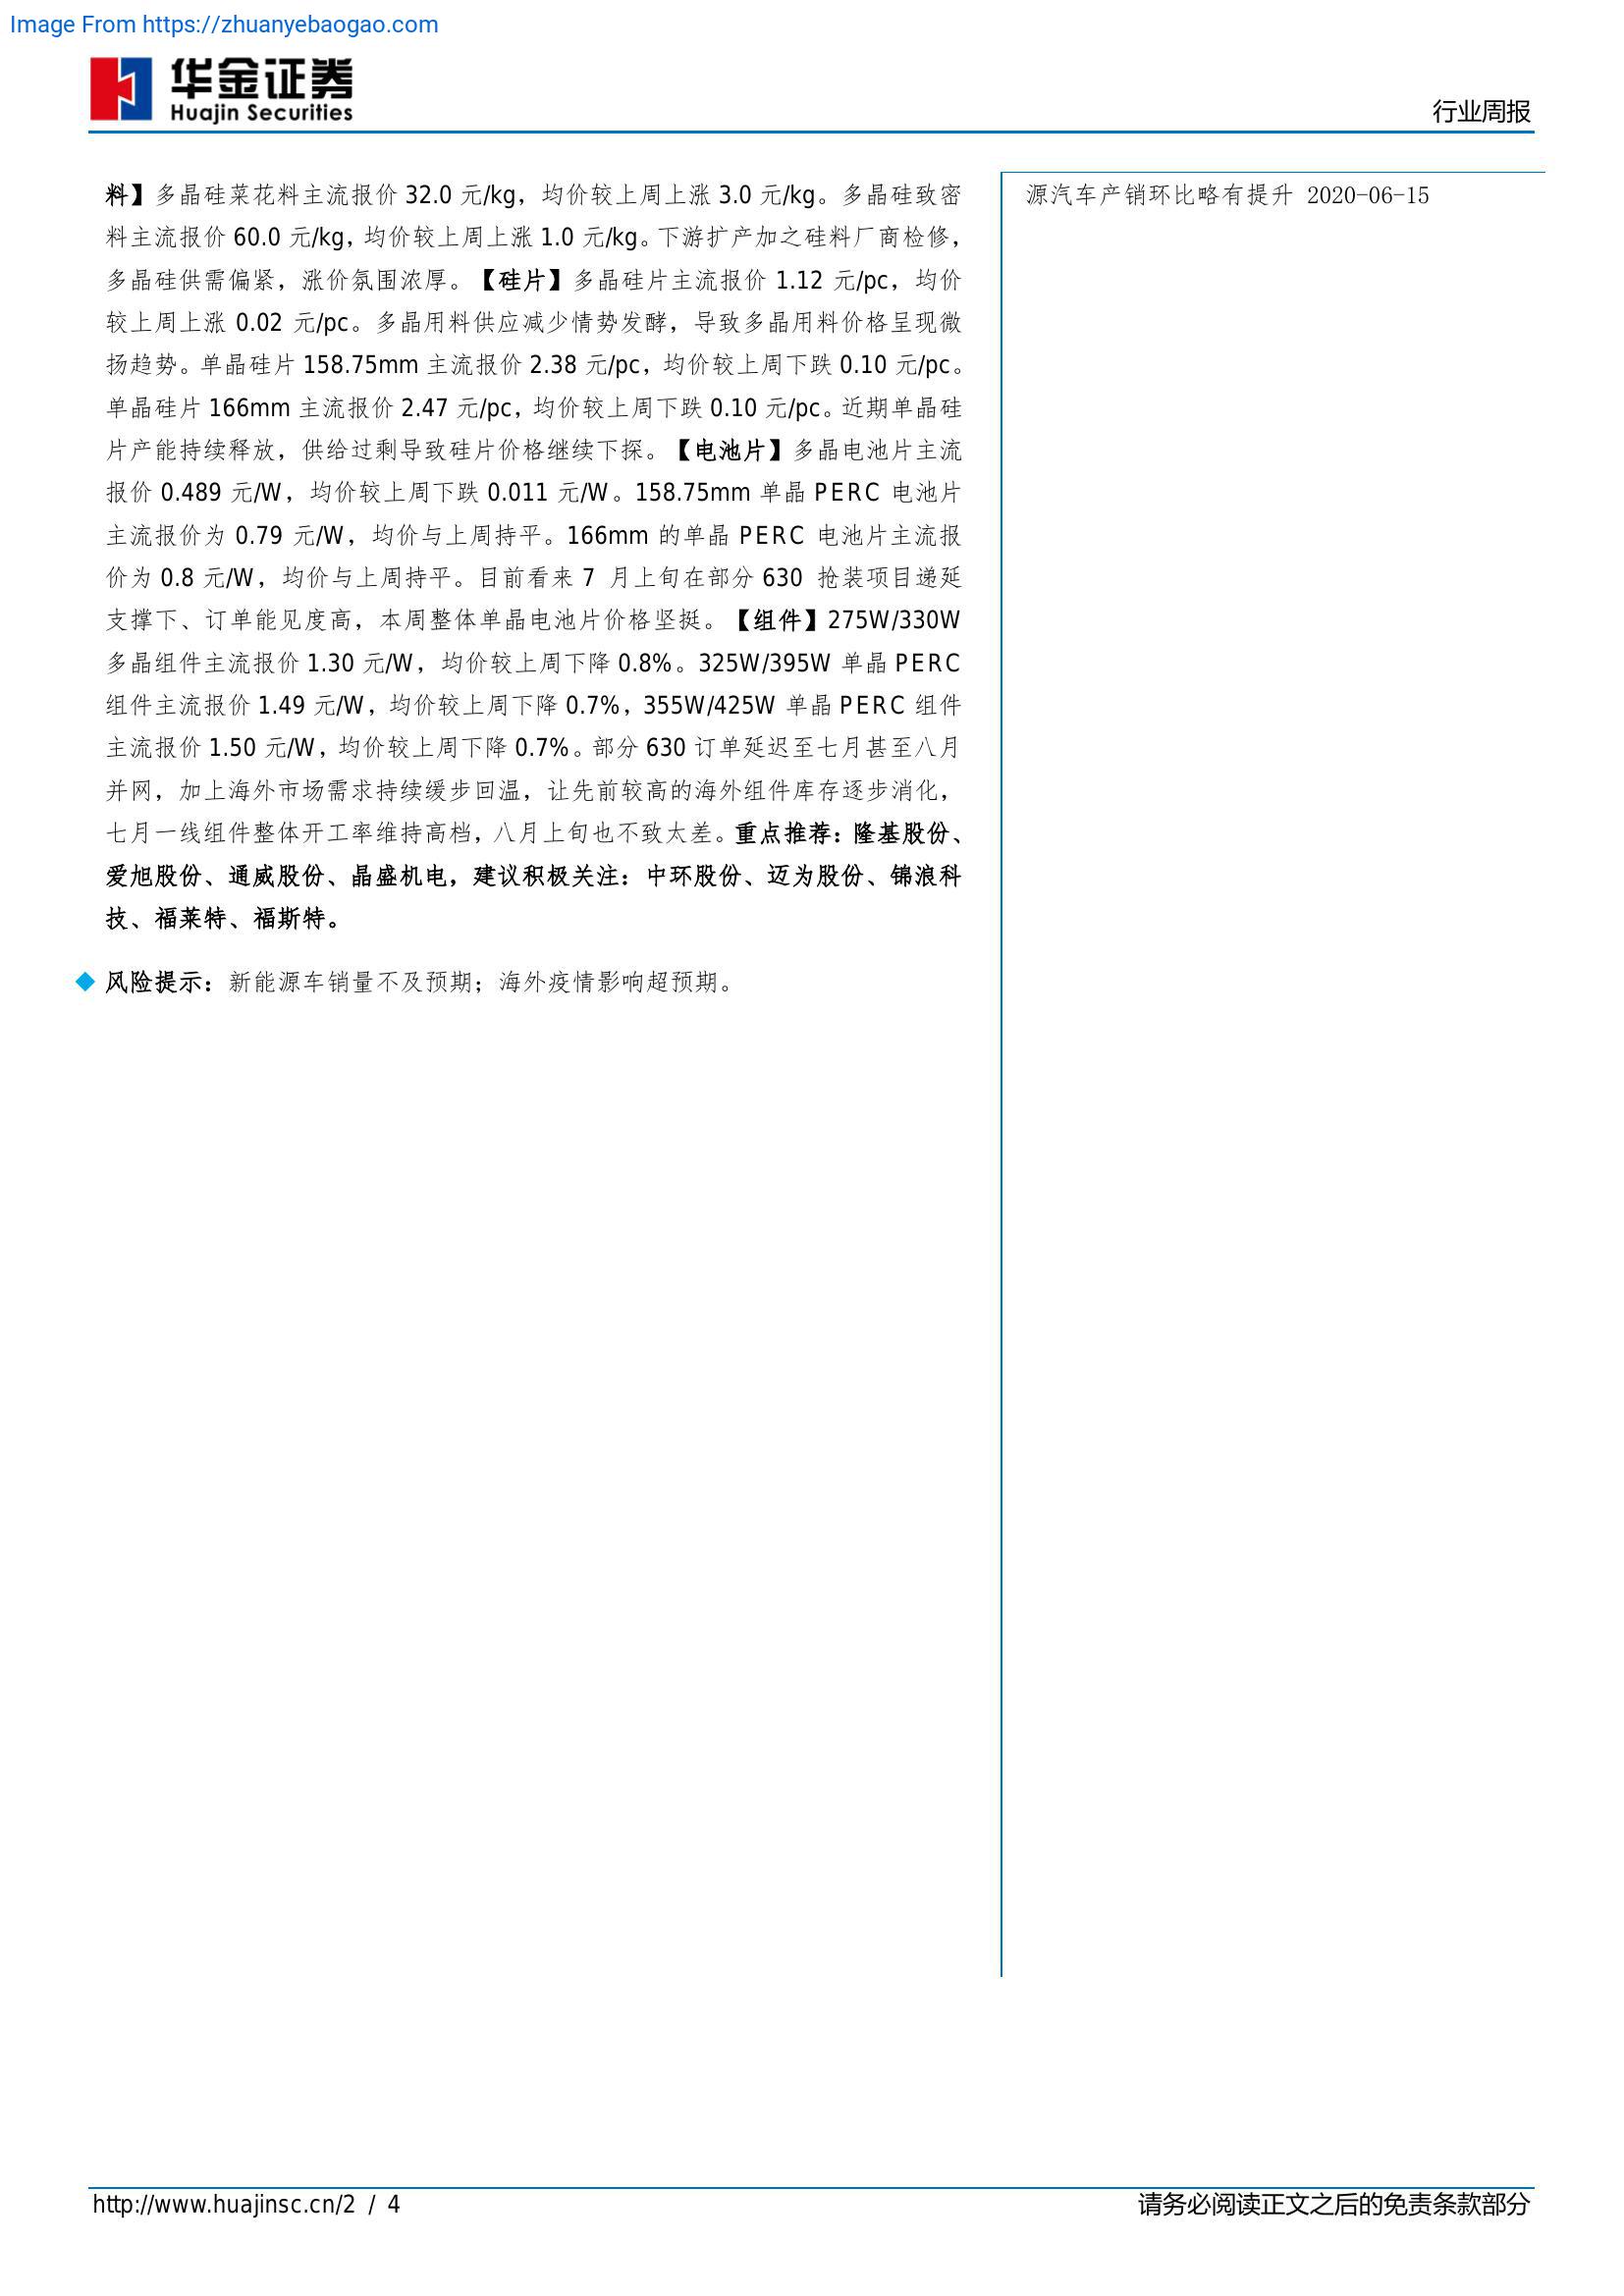 Image From https://zhuanyebaogao.com
华金证券
Huajin Securities
行业周报
料】多晶硅菜花料主流报价 32.0 元/kg，均价较上周上涨 3.0 元/kg。多晶硅致密
料主流报价 60.0 元/kg，均价较上周上涨 1.0 元/kg。下游扩产加之硅料厂商检修，
多晶硅供需偏紧，涨价氛围浓厚。【硅片】多晶硅片主流报价 1.12 元/pc，均价
较上周上涨 0.02 元/pc。多晶用料供应减少情势发酵，导致多晶用料价格呈现微
扬趋势。单晶硅片 158.75mm 主流报价 2.38 元/pc，均价较上周下跌 0.10 元/pc。
单晶硅片 166mm 主流报价 2.47 元/pc，均价较上周下跌 0.10 元/pc。近期单晶硅
片产能持续释放，供给过剩导致硅片价格继续下探。【电池片】多晶电池片主流
报价 0.489 元/W，均价较上周下跌 0.011 元/W。158.75mm 单晶 PERC 电池片
主流报价为 0.79 元/W，均价与上周持平。166mm 的单晶 PERC 电池片主流报
价为 0.8 元/W，均价与上周持平。目前看来 7 月上旬在部分 630 抢装项目递延
支撑下、订单能见度高，本周整体单晶电池片价格坚挺。【组件】275W/330W
多晶组件主流报价 1.30 元/W，均价较上周下降 0.8%。325W/395W 单晶 PERC
组件主流报价 1.49 元/W，均价较上周下降 0.7%，355W/425W 单晶 PERC 组件
主流报价 1.50 元/W，均价较上周下降 0.7%。部分 630 订单延迟至七月甚至八月
并网，加上海外市场需求持续缓步回温，让先前较高的海外组件库存逐步消化，
七月一线组件整体开工率维持高档，八月上旬也不致太差。重点推荐：隆基股份、
爱旭股份、通威股份、晶盛机电，建议积极关注：中环股份、迈为股份、锦浪科
技、福莱特、福斯特。
风险提示：新能源车销量不及预期；海外疫情影响超预期。
源汽车产销环比略有提升 2020-06-15
http://www.huajinsc.cn/2 / 4
请务必阅读正文之后的免责条款部分